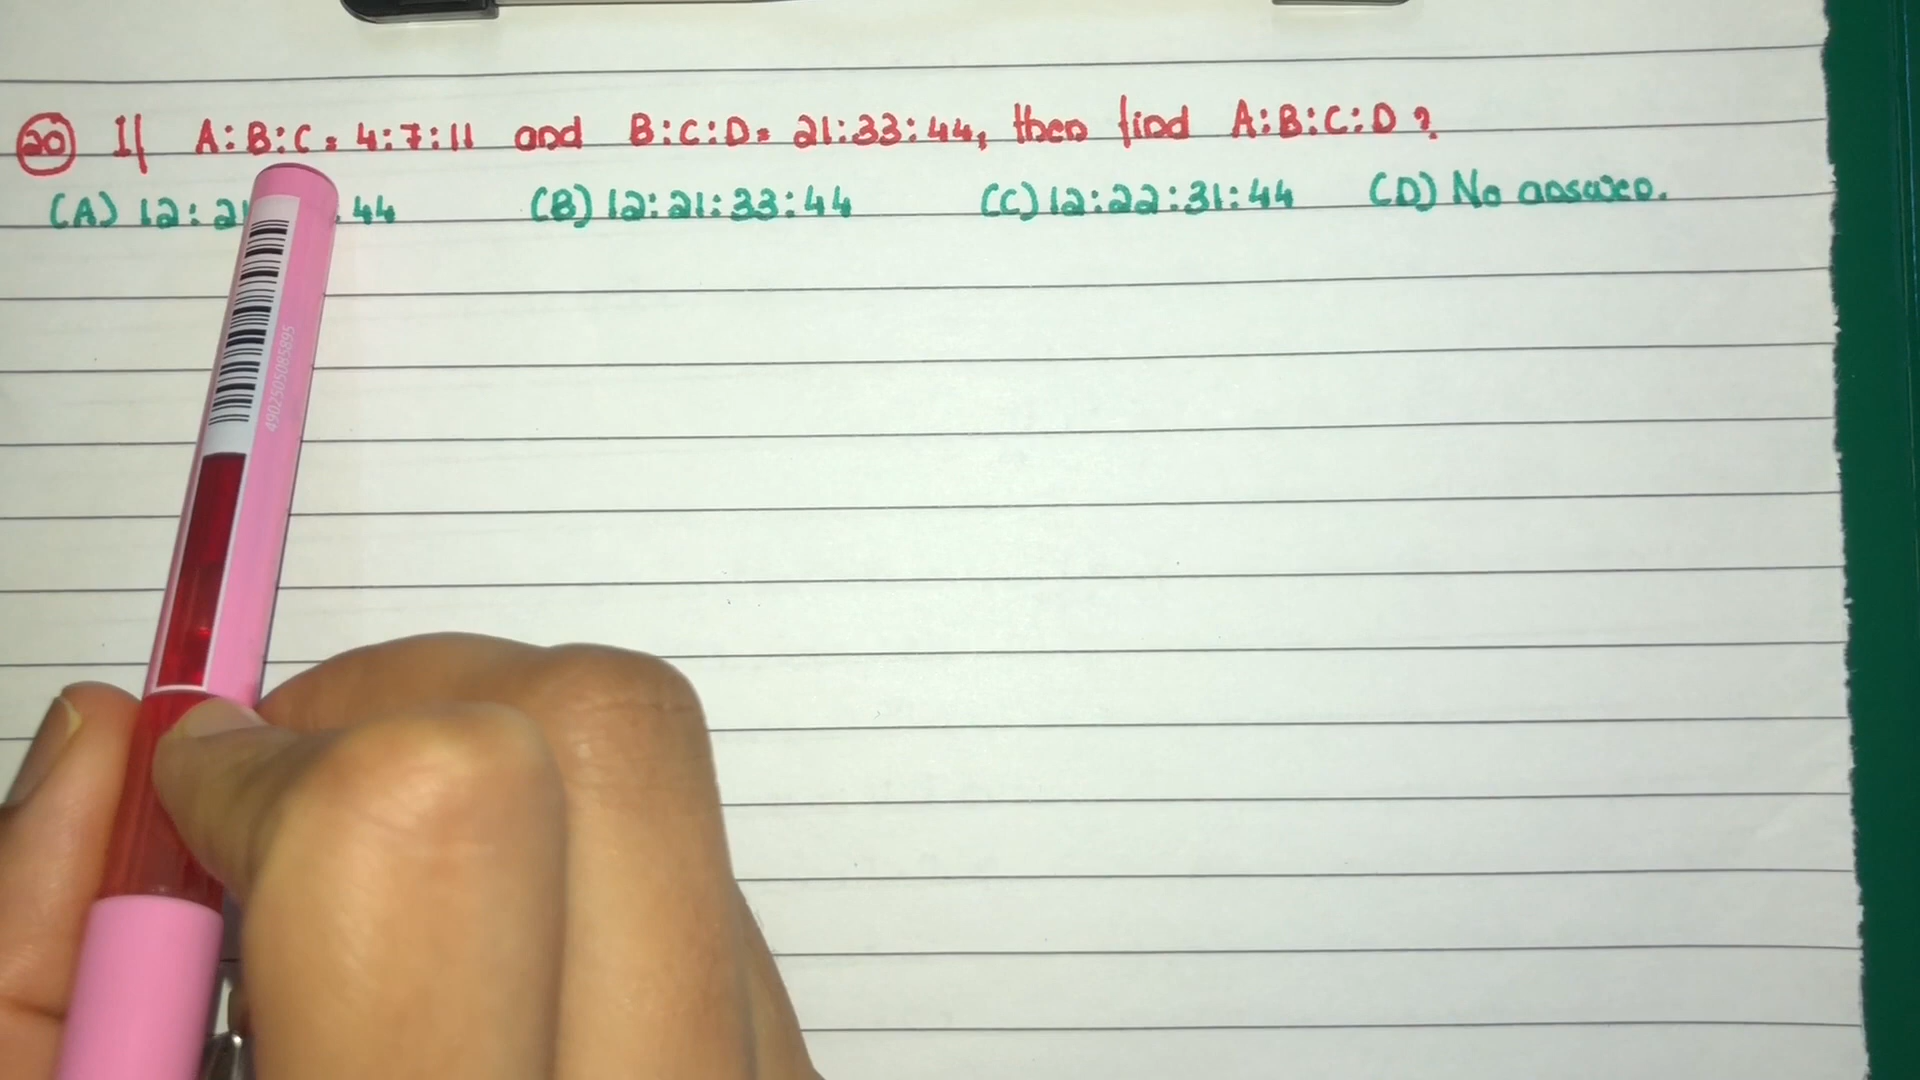 20 If A:B:C = 4:7:11 and B:C:D = 21:33:44, then find A:B:C:D ?
(A) 12:21 :44 (B) 12:21:33:44 (C) 12:22:31:44 (D) No answer.
4902505085895